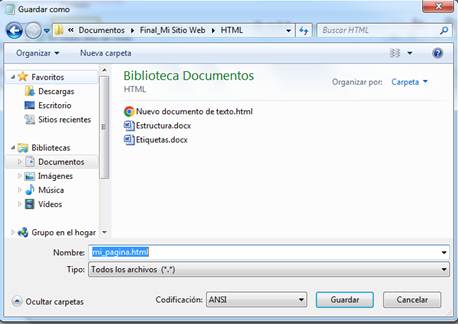 Guardar como
« Documentos ▸ Final_Mi Sitio Web ▸ HTML
Buscar HTML
Organizar
Nueva carpeta
Favoritos
Descargas
Escritorio
Sitios recientes
Bibliotecas
Documentos
Imágenes
Música
Vídeos
Grupo en el hogar
Biblioteca Documentos
HTML
Organizar por: Carpeta
Nuevo documento de texto.html
Estructura.docx
Etiquetas.docx
Nombre: mi_pagina.html
Tipo: Todos los archivos (*.*)
Ocultar carpetas
Codificación: ANSI
Guardar
Cancelar